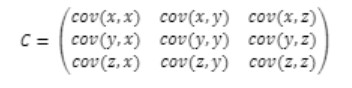 cov(x,x) cov(x,y) cov(x,z)
C = ( cov(y,x) cov(y,y) cov(y,z) )
cov(z,x) cov(z,y) cov(z,z)